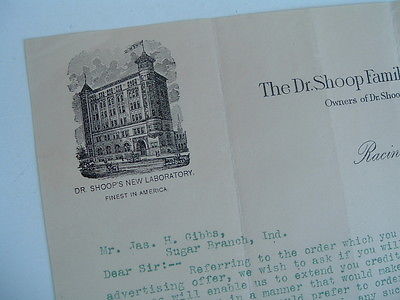 The Dr. Shoop Famil
Owners of Dr. Shoo
Racin
DR. SHOOP'S NEW LABORATORY,
FINEST IN AMERICA
Mr. Jas. H. Gibbs,
Sugar Branch, Ind.
Dear Sir:-- Referring to the order which you
advertising offer, we wish to ask if you will
will enable us to extend you credit
in a manner that would make
prefer to order